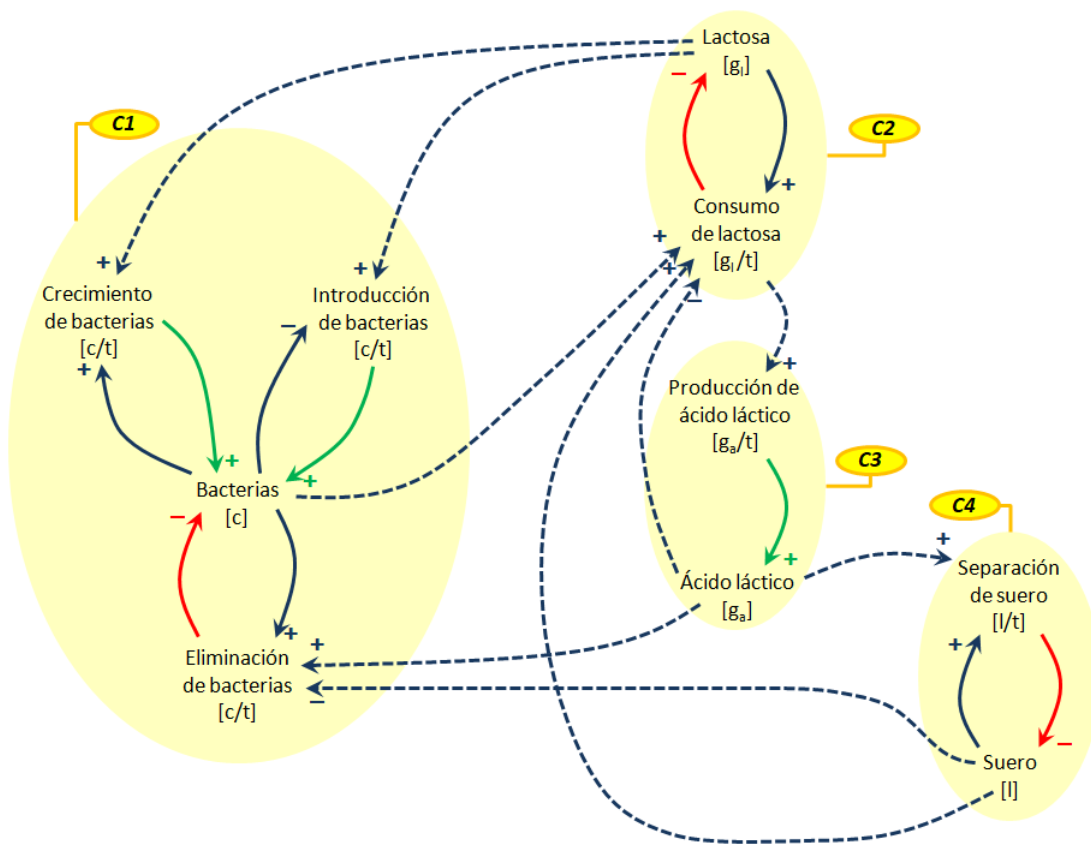 C1
Crecimiento
de bacterias
[c/t]
+
+
Introducción
de bacterias
[c/t]
+
−
Bacterias
[c]
+
+
−
Eliminación
de bacterias
[c/t]
+
+
−
C2
Lactosa
[gₗ]
−
+
Consumo
de lactosa
[gₗ/t]
+
+
−
C3
+
Producción de
ácido láctico
[gₐ/t]
+
Ácido láctico
[gₐ]
C4
+
Separación
de suero
[l/t]
+
−
Suero
[l]